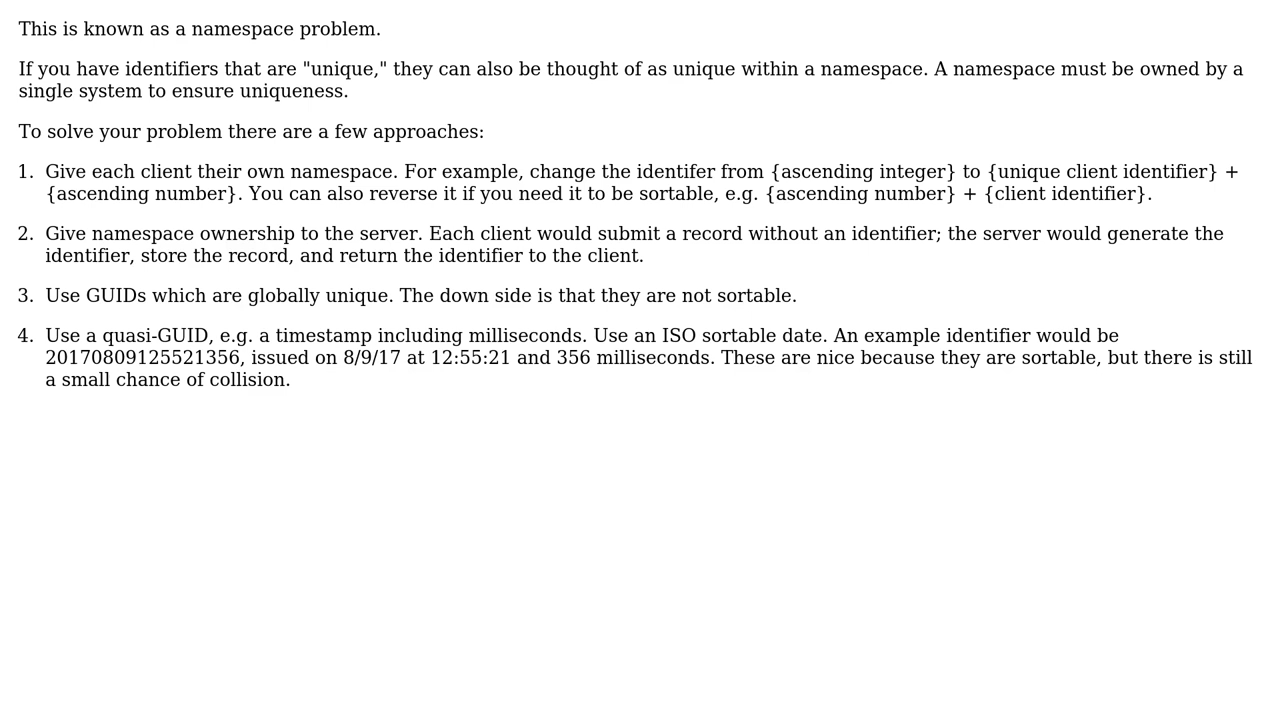 This is known as a namespace problem.
If you have identifiers that are "unique," they can also be thought of as unique within a namespace. A namespace must be owned by a
single system to ensure uniqueness.
To solve your problem there are a few approaches:
1. Give each client their own namespace. For example, change the identifer from {ascending integer} to {unique client identifier} +
{ascending number}. You can also reverse it if you need it to be sortable, e.g. {ascending number} + {client identifier}.
2. Give namespace ownership to the server. Each client would submit a record without an identifier; the server would generate the
identifier, store the record, and return the identifier to the client.
3. Use GUIDs which are globally unique. The down side is that they are not sortable.
4. Use a quasi-GUID, e.g. a timestamp including milliseconds. Use an ISO sortable date. An example identifier would be
20170809125521356, issued on 8/9/17 at 12:55:21 and 356 milliseconds. These are nice because they are sortable, but there is still
a small chance of collision.